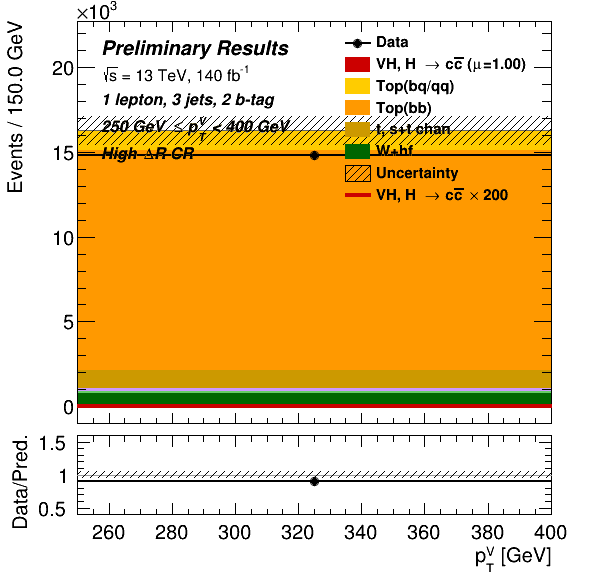 ×10³
Events / 150.0 GeV
20
15
10
5
0
Preliminary Results
√s = 13 TeV, 140 fb⁻¹
1 lepton, 3 jets, 2 b-tag
250 GeV ≤ p_T^V < 400 GeV
High ΔR CR
Data
VH, H → cc̅ (μ=1.00)
Top(bq/qq)
Top(bb)
t, s+t chan
W+hf
Uncertainty
VH, H → cc̅ × 200
Data/Pred.
1.5
1
0.5
260 280 300 320 340 360 380 400
p_T^V [GeV]